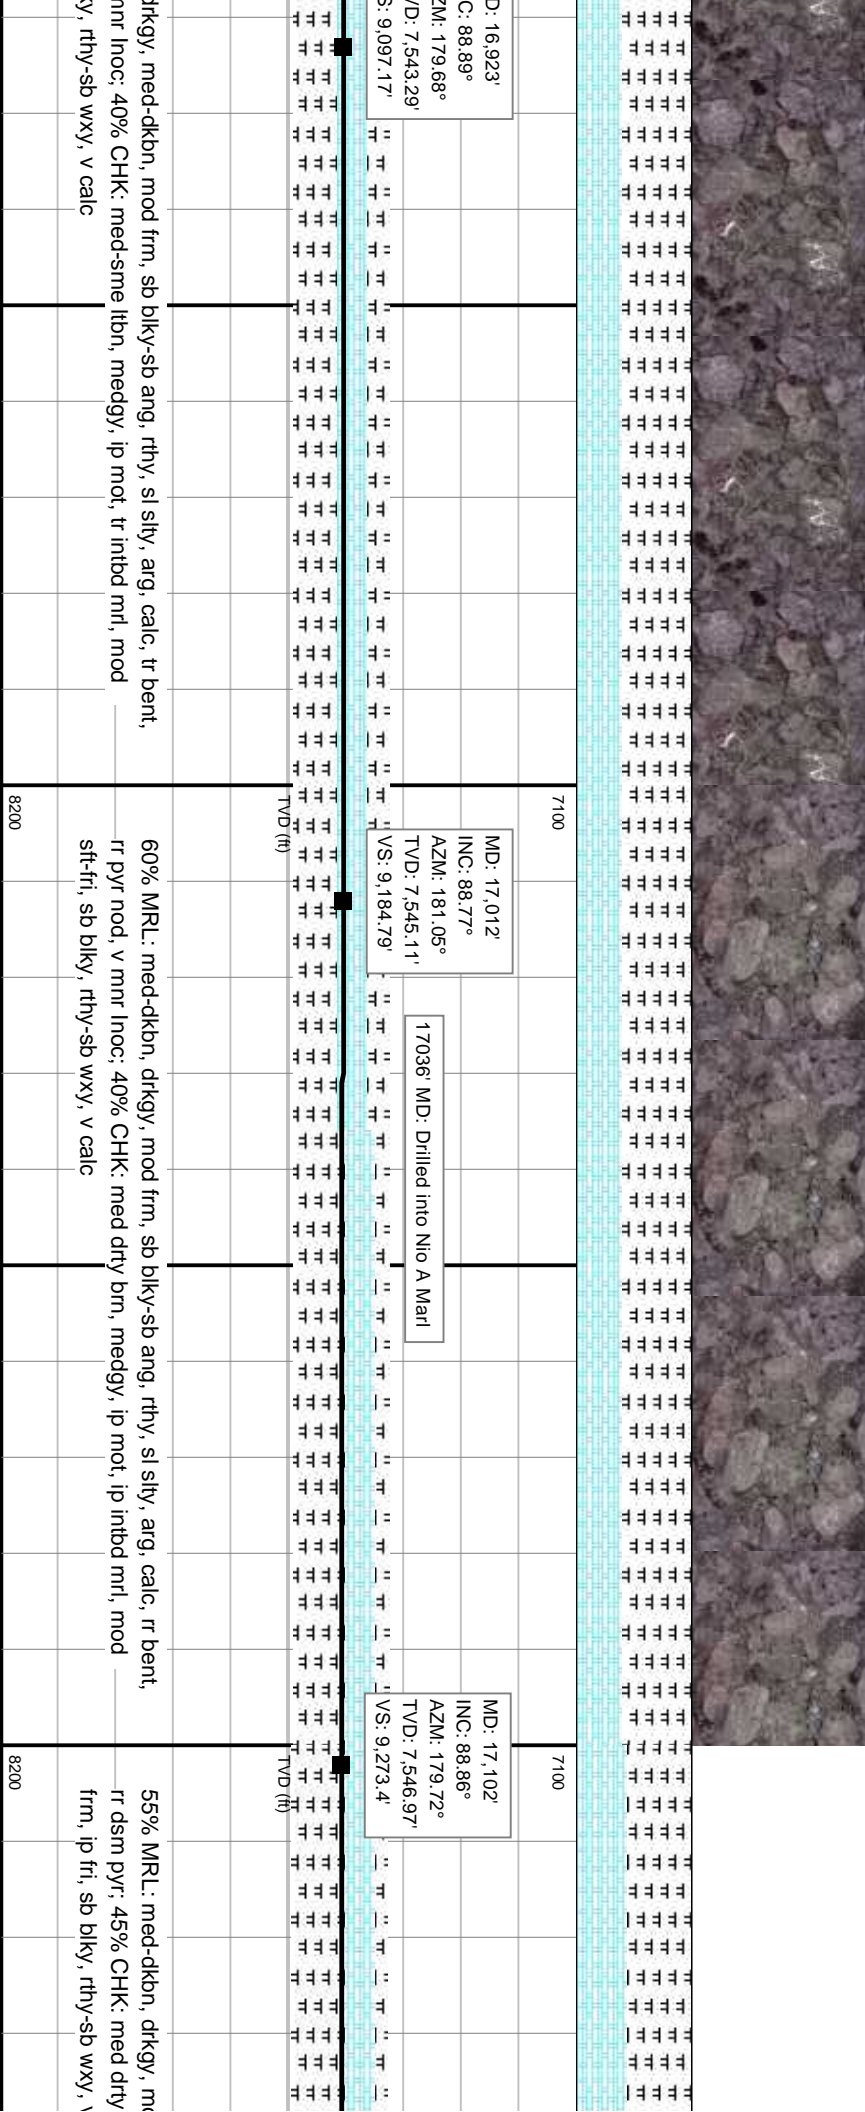 D: 16,923'
C: 88.89°
ZM: 179.68°
VD: 7,543.29'
S: 9,097.17'
drkgy, med-dkbn, mod frm, sb blky-sb ang, rthy, sl slty, arg, calc, tr bent,
mnr Inoc; 40% CHK: med-sme ltbn, medgy, ip mot, tr intbd mrl, mod
ky, rthy-sb wxy, v calc
7100
TVD (ft)
8200
MD: 17,012'
INC: 88.77°
AZM: 181.05°
TVD: 7,545.11'
VS: 9,184.79'
17036' MD: Drilled into Nio A Marl
60% MRL: med-dkbn, drkgy, mod frm, sb blky-sb ang, rthy, sl slty, arg, calc, rr bent,
rr pyr nod, v mnr Inoc; 40% CHK: med drty brn, medgy, ip mot, ip intbd mrl, mod
sft-fri, sb blky, rthy-sb wxy, v calc
7100
TVD (ft)
8200
MD: 17,102'
INC: 88.86°
AZM: 179.72°
TVD: 7,546.97'
VS: 9,273.4'
55% MRL: med-dkbn, drkgy, mo
rr dsm pyr; 45% CHK: med drty
frm, ip fri, sb blky, rthy-sb wxy,